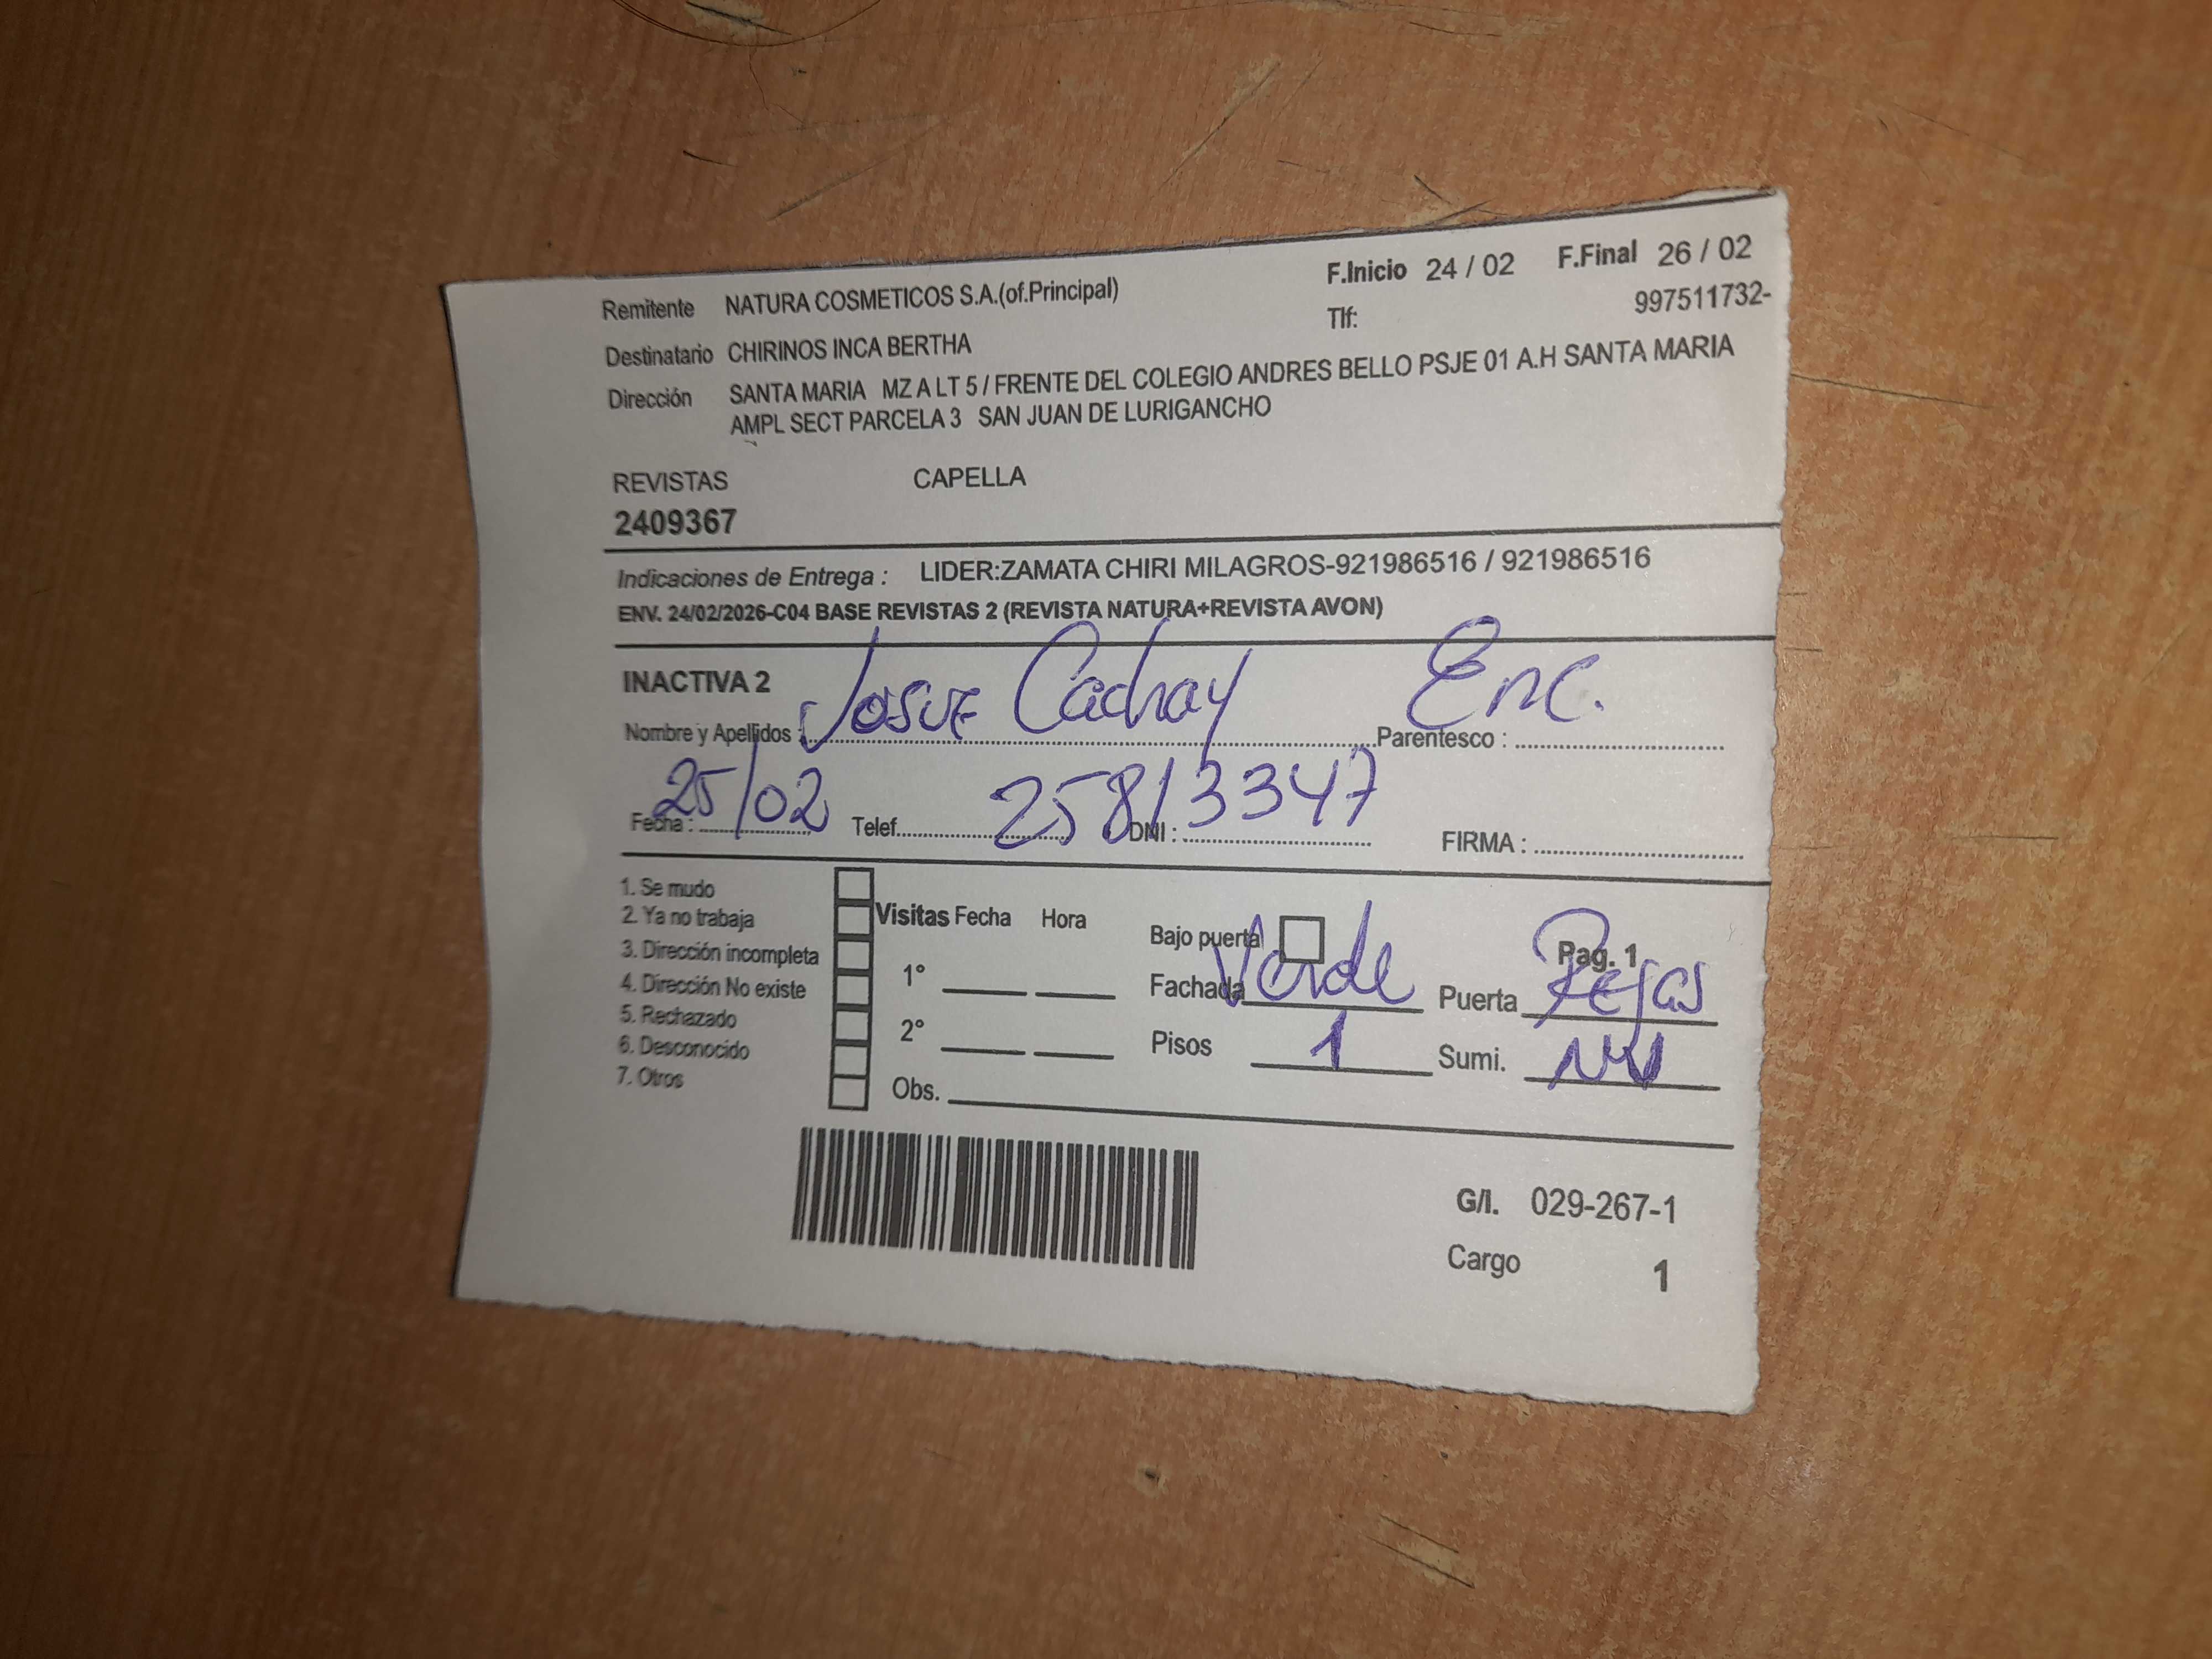 Remitente NATURA COSMETICOS S.A.(of.Principal) F.Inicio 24 / 02 F.Final 26 / 02
Tlf: 997511732-
Destinatario CHIRINOS INCA BERTHA
Dirección SANTA MARIA MZ A LT 5 / FRENTE DEL COLEGIO ANDRES BELLO PSJE 01 A.H SANTA MARIA
AMPL SECT PARCELA 3 SAN JUAN DE LURIGANCHO
REVISTAS CAPELLA
2409367
Indicaciones de Entrega : LIDER:ZAMATA CHIRI MILAGROS-921986516 / 921986516
ENV. 24/02/2026-C04 BASE REVISTAS 2 (REVISTA NATURA+REVISTA AVON)
INACTIVA 2
Nombre y Apellidos : Josue Cachay Parentesco : Enc.
Fecha : 25/02 Telef. DNI : 25813347 FIRMA :
1. Se mudo
2. Ya no trabaja
3. Dirección incompleta
4. Dirección No existe
5. Rechazado
6. Desconocido
7. Otros
Visitas Fecha Hora
1°
2°
Obs.
Bajo puerta Pag. 1
Fachada Verde Puerta Rejas
Pisos 1 Sumi.
G/I. 029-267-1
Cargo 1